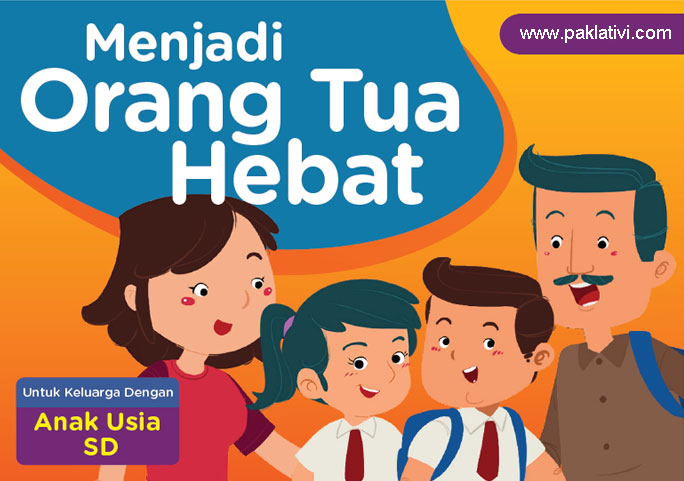 www.paklativi.com
Menjadi
Orang Tua
Hebat
Untuk Keluarga Dengan
Anak Usia
SD